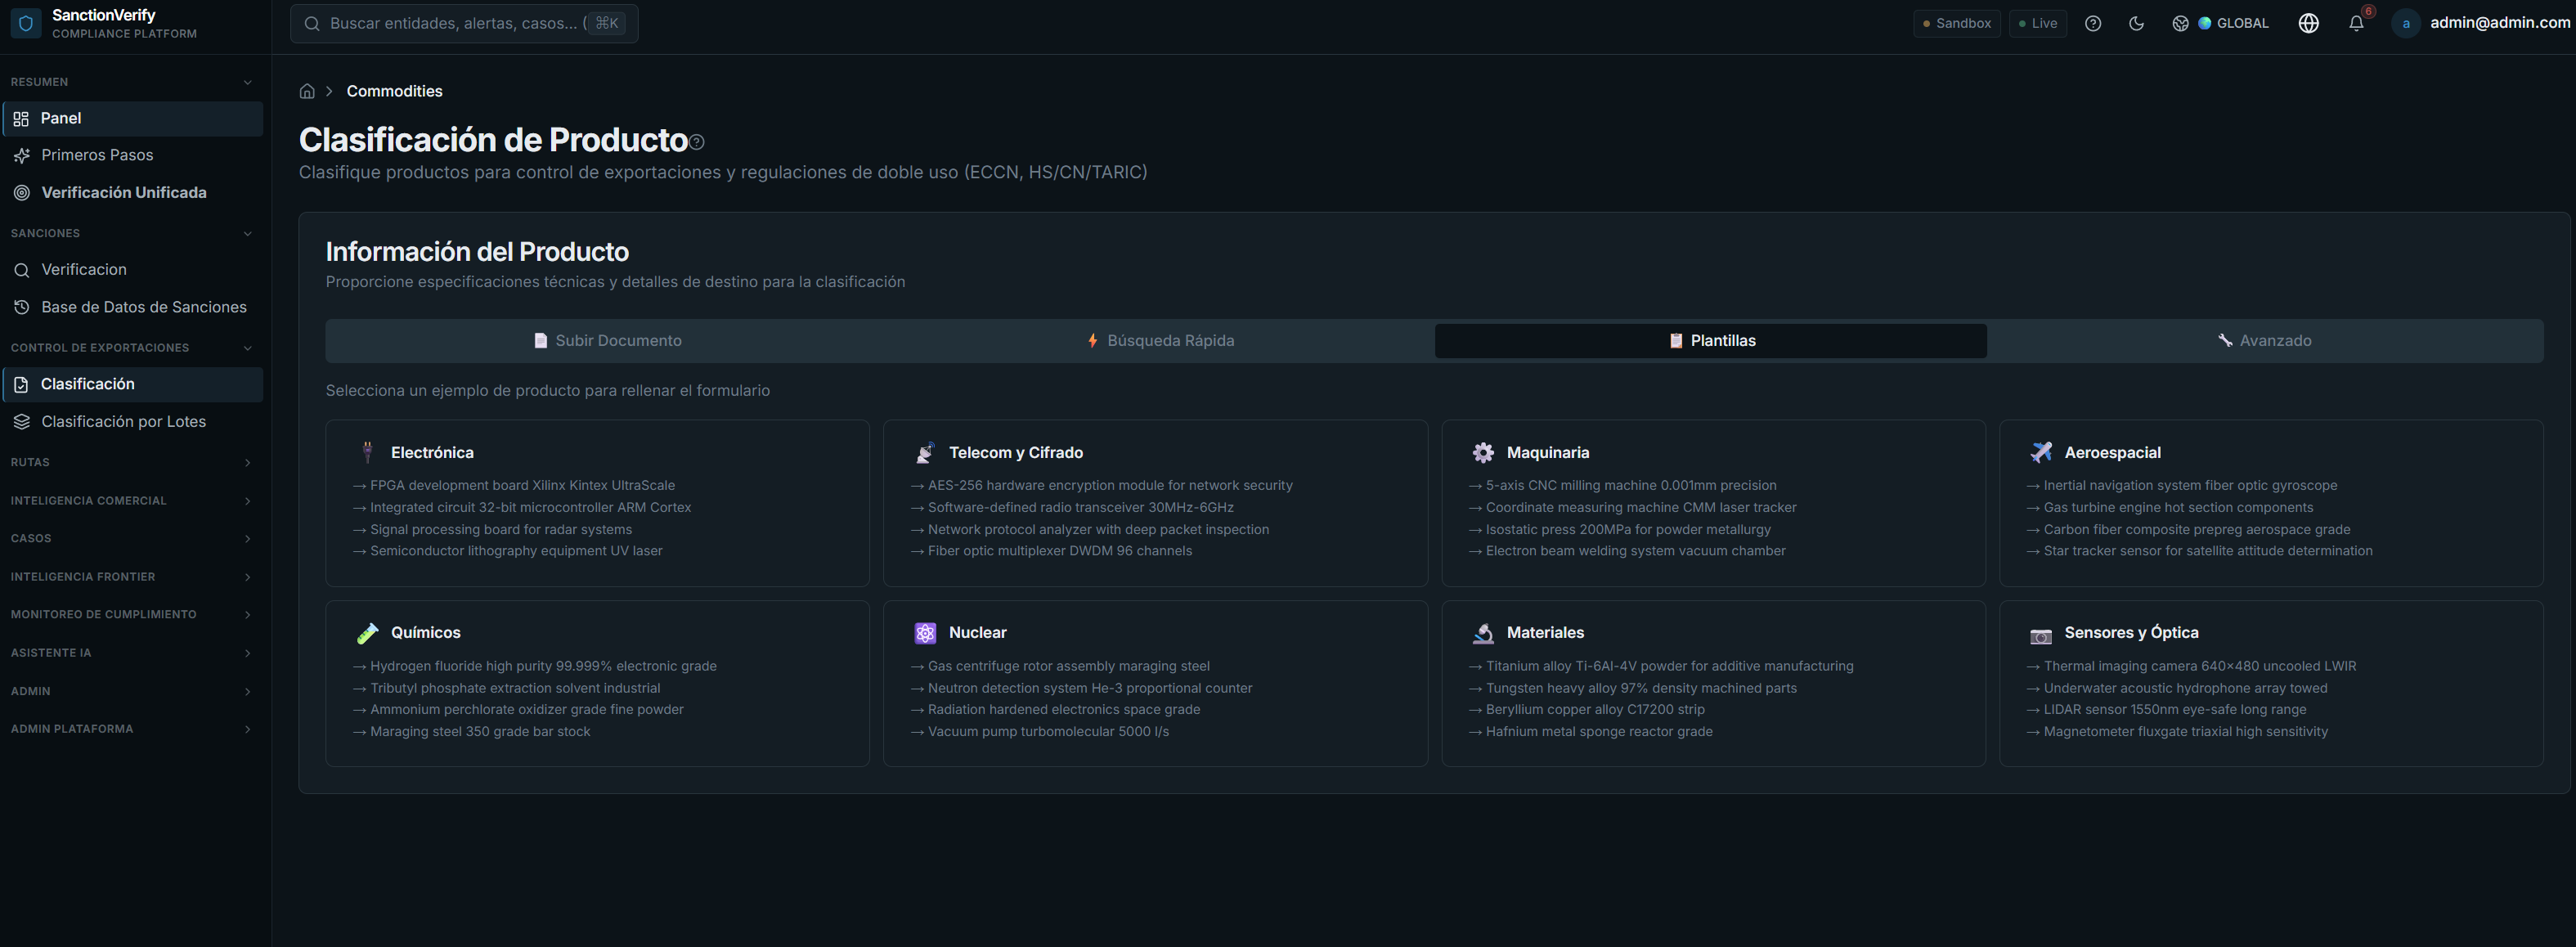 SanctionVerify
COMPLIANCE PLATFORM
Buscar entidades, alertas, casos... ( ⌘K
Sandbox
Live
GLOBAL
6
a
admin@admin.com
RESUMEN
Panel
Primeros Pasos
Verificación Unificada
SANCIONES
Verificacion
Base de Datos de Sanciones
CONTROL DE EXPORTACIONES
Clasificación
Clasificación por Lotes
RUTAS
INTELIGENCIA COMERCIAL
CASOS
INTELIGENCIA FRONTIER
MONITOREO DE CUMPLIMIENTO
ASISTENTE IA
ADMIN
ADMIN PLATAFORMA
Commodities
Clasificación de Producto
Clasifique productos para control de exportaciones y regulaciones de doble uso (ECCN, HS/CN/TARIC)
Información del Producto
Proporcione especificaciones técnicas y detalles de destino para la clasificación
Subir Documento
Búsqueda Rápida
Plantillas
Avanzado
Selecciona un ejemplo de producto para rellenar el formulario
Electrónica
→ FPGA development board Xilinx Kintex UltraScale
→ Integrated circuit 32-bit microcontroller ARM Cortex
→ Signal processing board for radar systems
→ Semiconductor lithography equipment UV laser
Telecom y Cifrado
→ AES-256 hardware encryption module for network security
→ Software-defined radio transceiver 30MHz-6GHz
→ Network protocol analyzer with deep packet inspection
→ Fiber optic multiplexer DWDM 96 channels
Maquinaria
→ 5-axis CNC milling machine 0.001mm precision
→ Coordinate measuring machine CMM laser tracker
→ Isostatic press 200MPa for powder metallurgy
→ Electron beam welding system vacuum chamber
Aeroespacial
→ Inertial navigation system fiber optic gyroscope
→ Gas turbine engine hot section components
→ Carbon fiber composite prepreg aerospace grade
→ Star tracker sensor for satellite attitude determination
Químicos
→ Hydrogen fluoride high purity 99.999% electronic grade
→ Tributyl phosphate extraction solvent industrial
→ Ammonium perchlorate oxidizer grade fine powder
→ Maraging steel 350 grade bar stock
Nuclear
→ Gas centrifuge rotor assembly maraging steel
→ Neutron detection system He-3 proportional counter
→ Radiation hardened electronics space grade
→ Vacuum pump turbomolecular 5000 l/s
Materiales
→ Titanium alloy Ti-6Al-4V powder for additive manufacturing
→ Tungsten heavy alloy 97% density machined parts
→ Beryllium copper alloy C17200 strip
→ Hafnium metal sponge reactor grade
Sensores y Óptica
→ Thermal imaging camera 640×480 uncooled LWIR
→ Underwater acoustic hydrophone array towed
→ LIDAR sensor 1550nm eye-safe long range
→ Magnetometer fluxgate triaxial high sensitivity